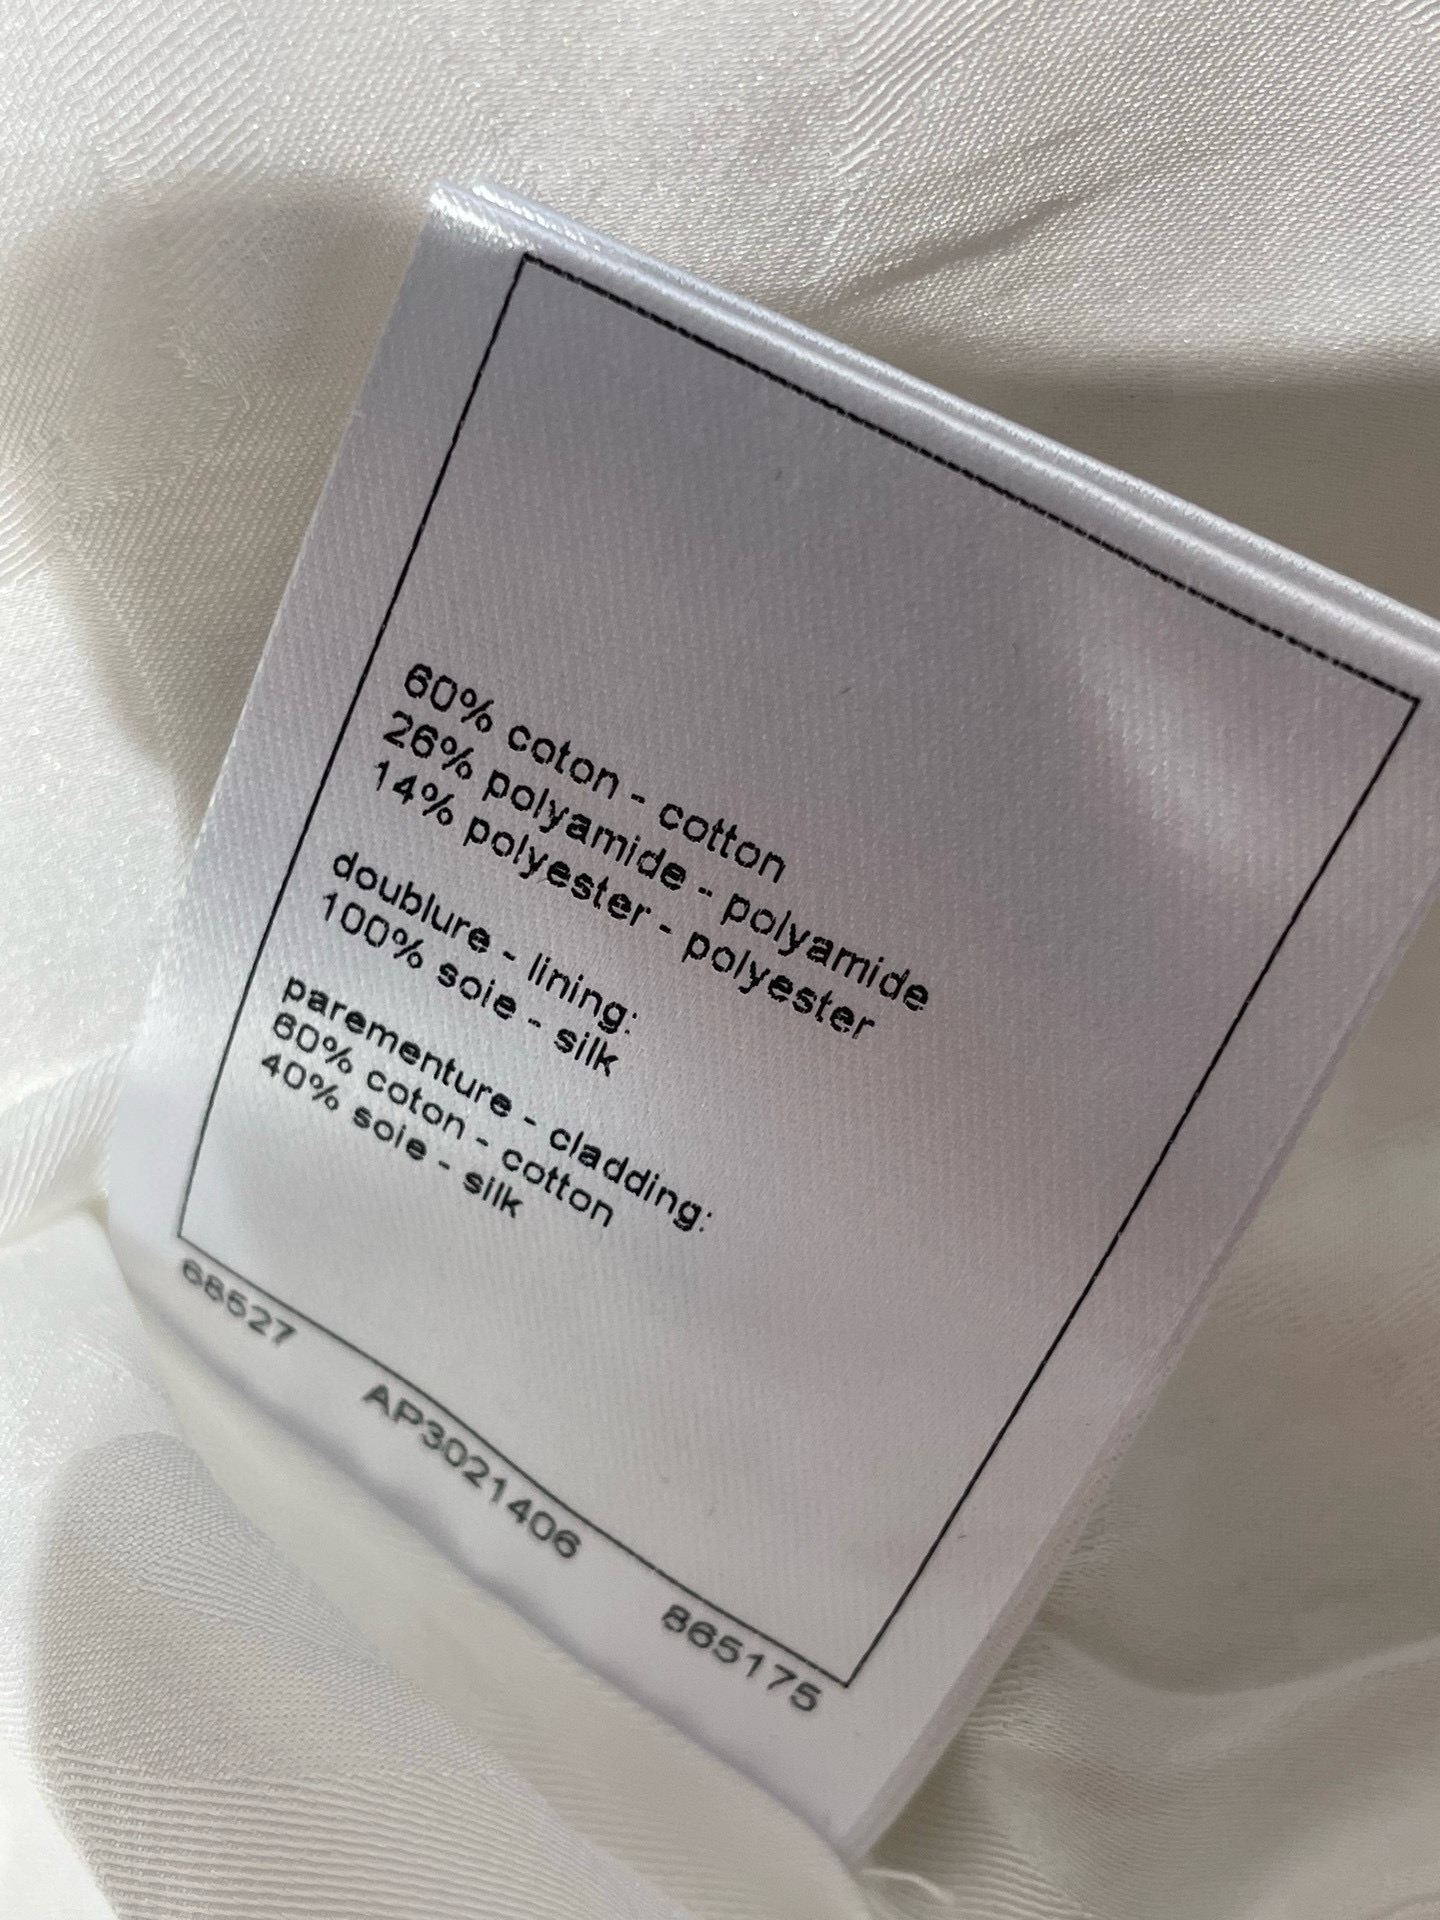 60% coton - cotton
26% polyamide - polyamide
14% polyester - polyester
doublure - lining:
100% soie - silk
parementure - cladding:
60% coton - cotton
40% soie - silk
68527
AP3021406
865175